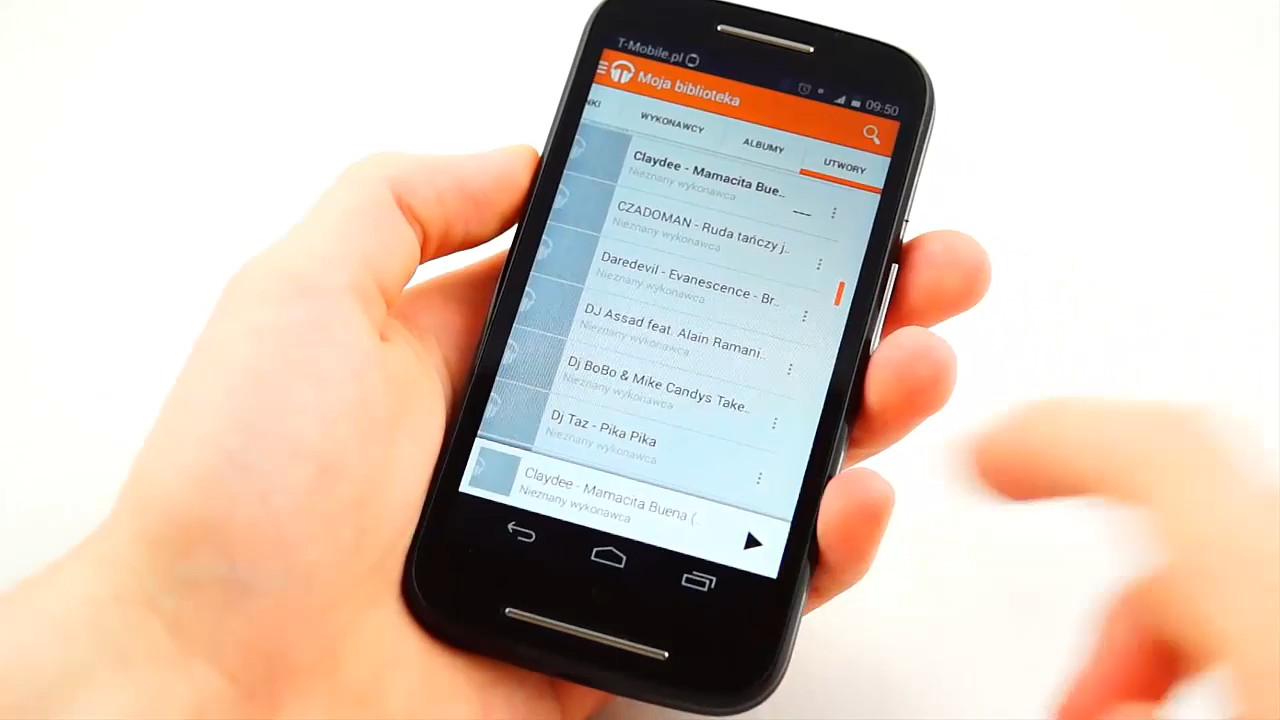 T-Mobile.pl
09:50
Moja biblioteka
NKI WYKONAWCY ALBUMY UTWORY
Claydee - Mamacita Bue..
Nieznany wykonawca
CZADOMAN - Ruda tańczy j..
Nieznany wykonawca
Daredevil - Evanescence - Br..
Nieznany wykonawca
DJ Assad feat. Alain Ramani..
Nieznany wykonawca
Dj BoBo & Mike Candys Take..
Nieznany wykonawca
Dj Taz - Pika Pika
Nieznany wykonawca
Claydee - Mamacita Buena (..
Nieznany wykonawca